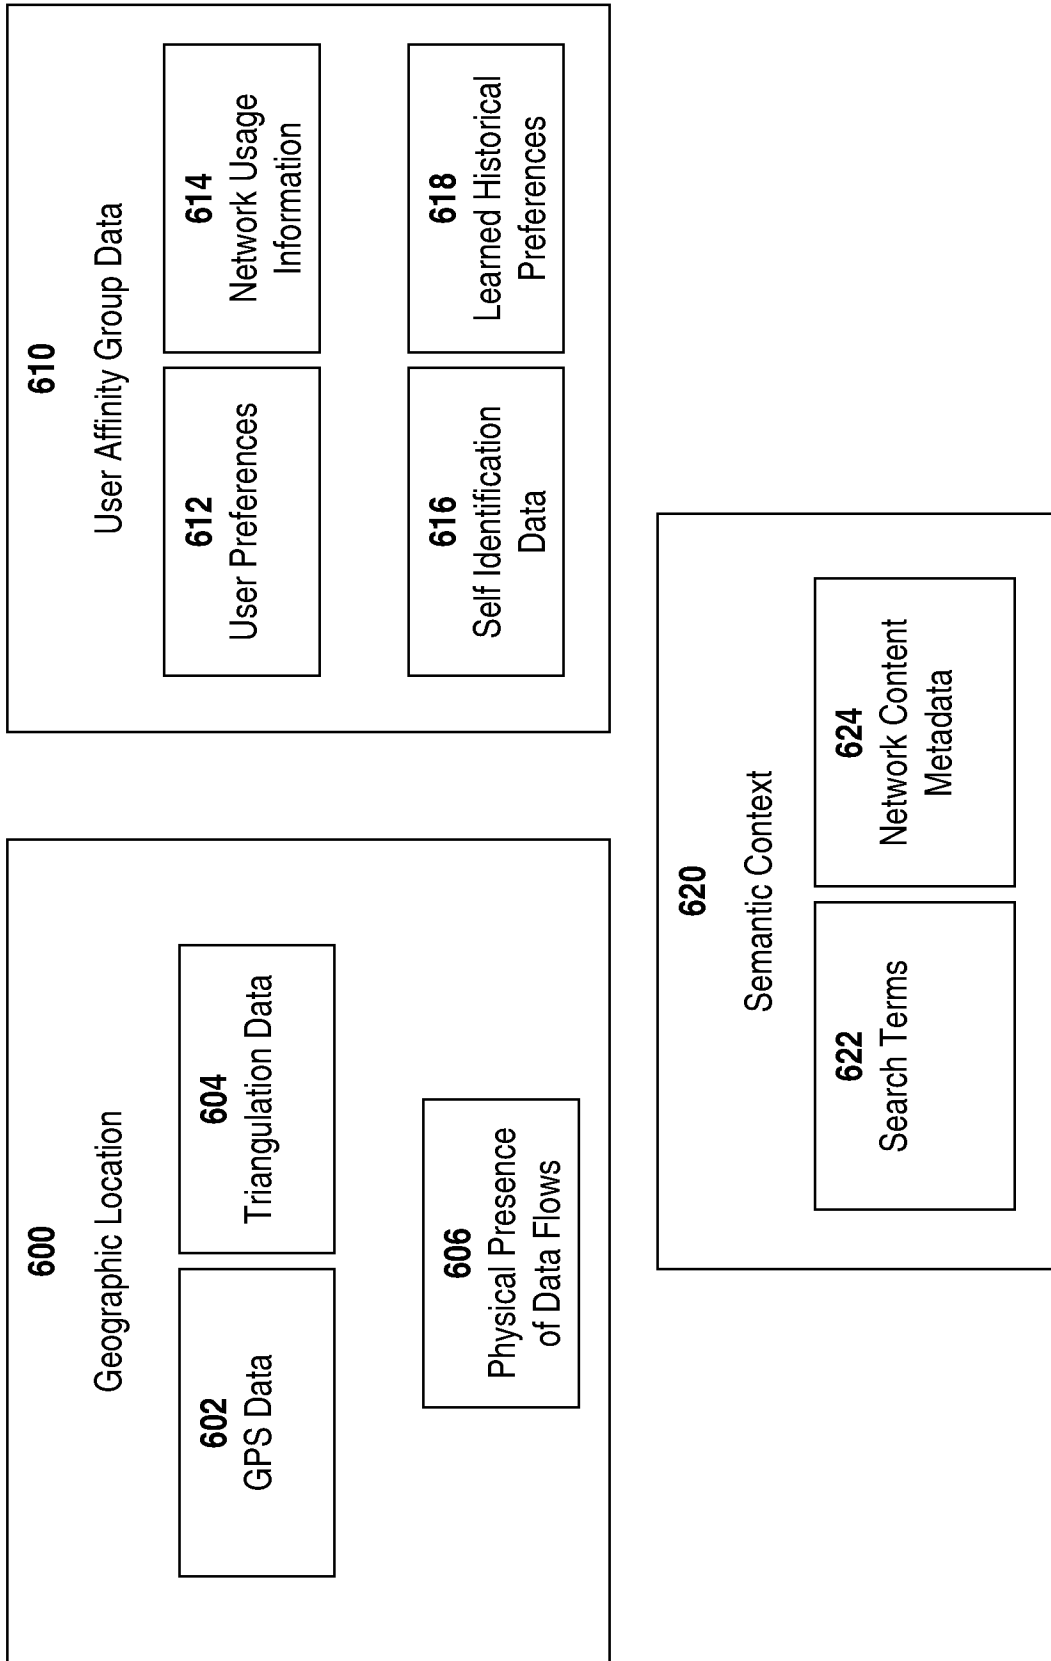 600
Geographic Location
602
GPS Data
604
Triangulation Data
606
Physical Presence
of Data Flows
610
User Affinity Group Data
612
User Preferences
614
Network Usage
Information
616
Self Identification
Data
618
Learned Historical
Preferences
620
Semantic Context
622
Search Terms
624
Network Content
Metadata